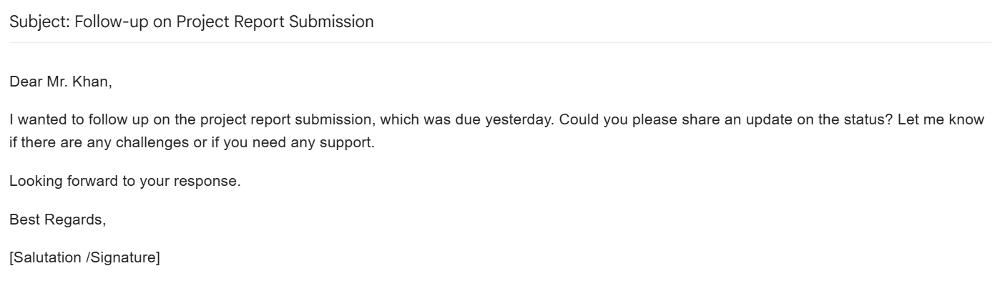 Subject: Follow-up on Project Report Submission
Dear Mr. Khan,
I wanted to follow up on the project report submission, which was due yesterday. Could you please share an update on the status? Let me know
if there are any challenges or if you need any support.
Looking forward to your response.
Best Regards,
[Salutation /Signature]